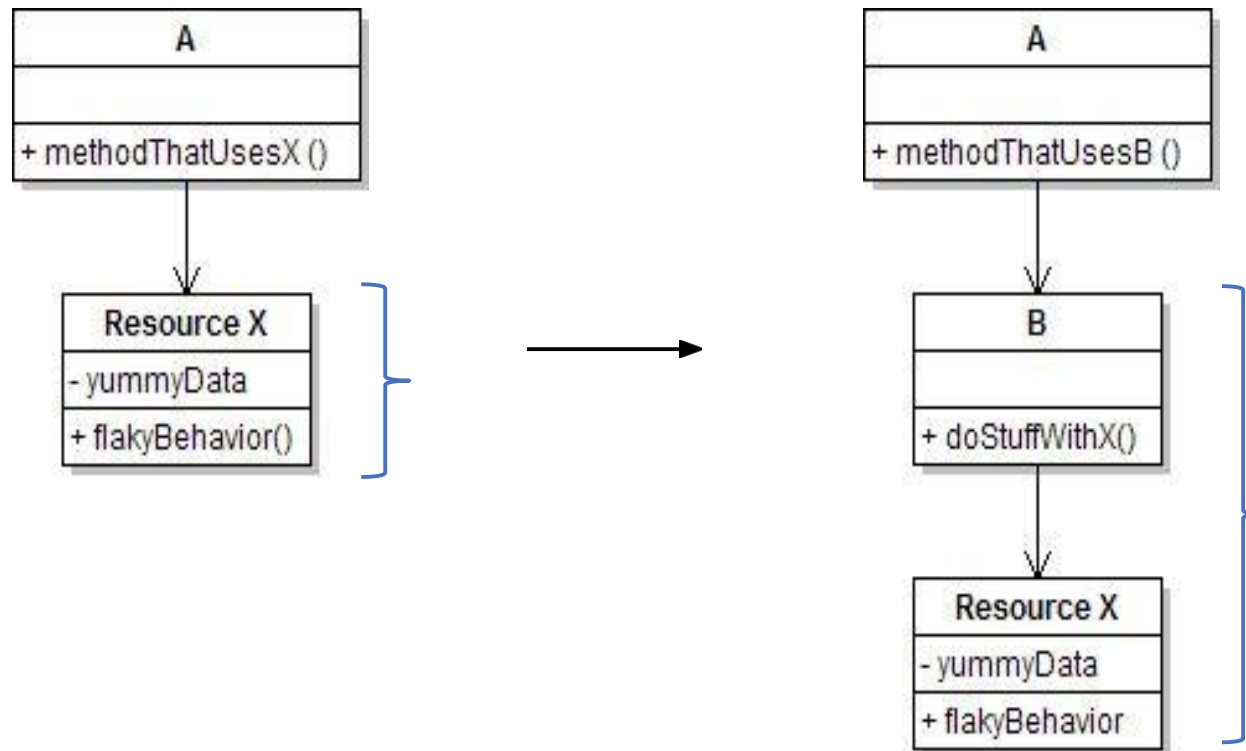 A
+ methodThatUsesX ()
Resource X
- yummyData
+ flakyBehavior()
A
+ methodThatUsesB ()
B
+ doStuffWithX()
Resource X
- yummyData
+ flakyBehavior